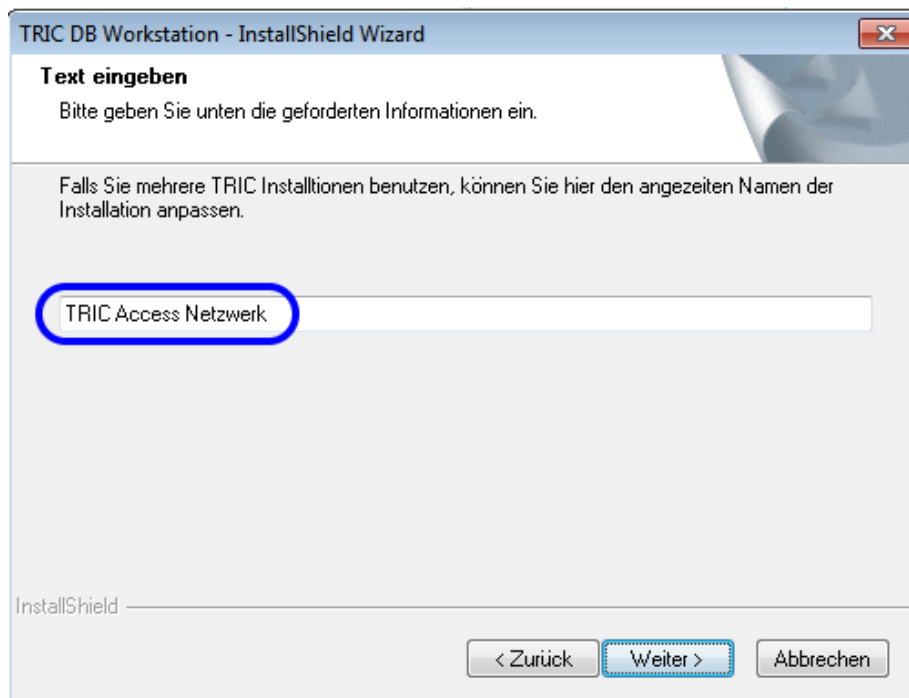 TRIC DB Workstation - InstallShield Wizard
Text eingeben
Bitte geben Sie unten die geforderten Informationen ein.
Falls Sie mehrere TRIC Installtionen benutzen, können Sie hier den angezeiten Namen der
Installation anpassen.
TRIC Access Netzwerk
InstallShield
< Zurück Weiter > Abbrechen